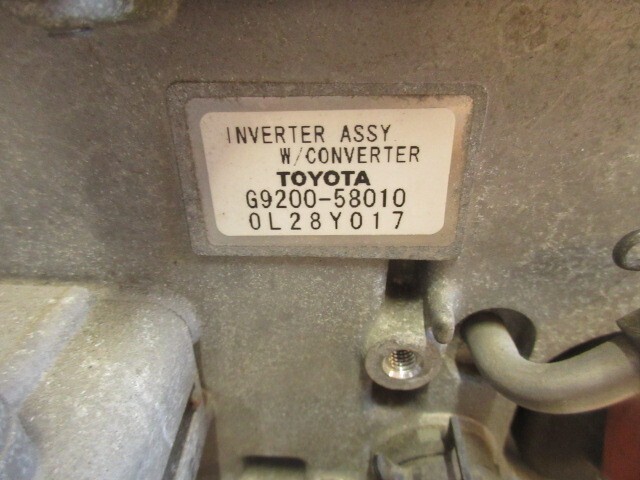 INVERTER ASSY
W/CONVERTER
TOYOTA
G9200-58010
0L28Y017